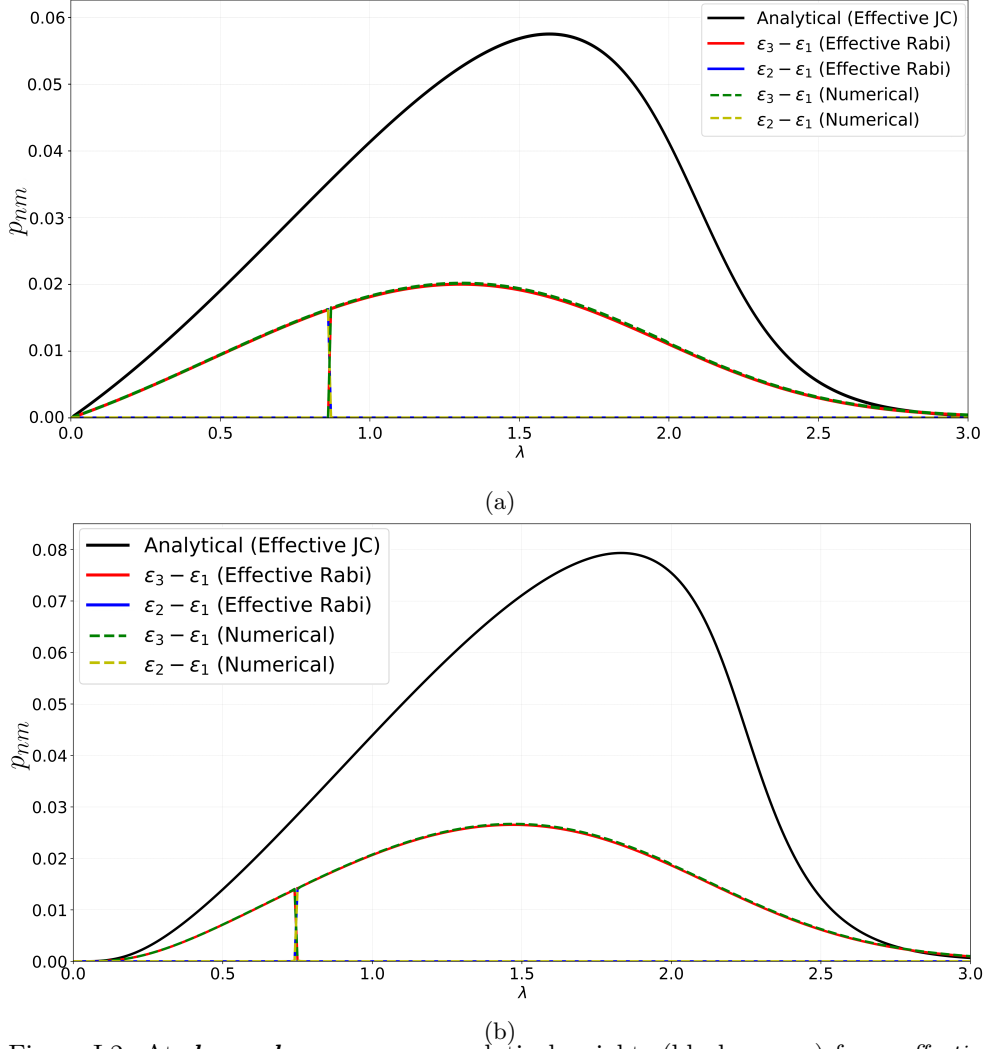 0.06
0.05
0.04
0.03
0.02
0.01
0.00
p_{nm}
Analytical (Effective JC)
ε₃ − ε₁ (Effective Rabi)
ε₂ − ε₁ (Effective Rabi)
ε₃ − ε₁ (Numerical)
ε₂ − ε₁ (Numerical)
0.0 0.5 1.0 1.5 2.0 2.5 3.0
λ
(a)
0.08
0.07
0.06
0.05
0.04
0.03
0.02
0.01
0.00
p_{nm}
Analytical (Effective JC)
ε₃ − ε₁ (Effective Rabi)
ε₂ − ε₁ (Effective Rabi)
ε₃ − ε₁ (Numerical)
ε₂ − ε₁ (Numerical)
0.0 0.5 1.0 1.5 2.0 2.5 3.0
λ
(b)